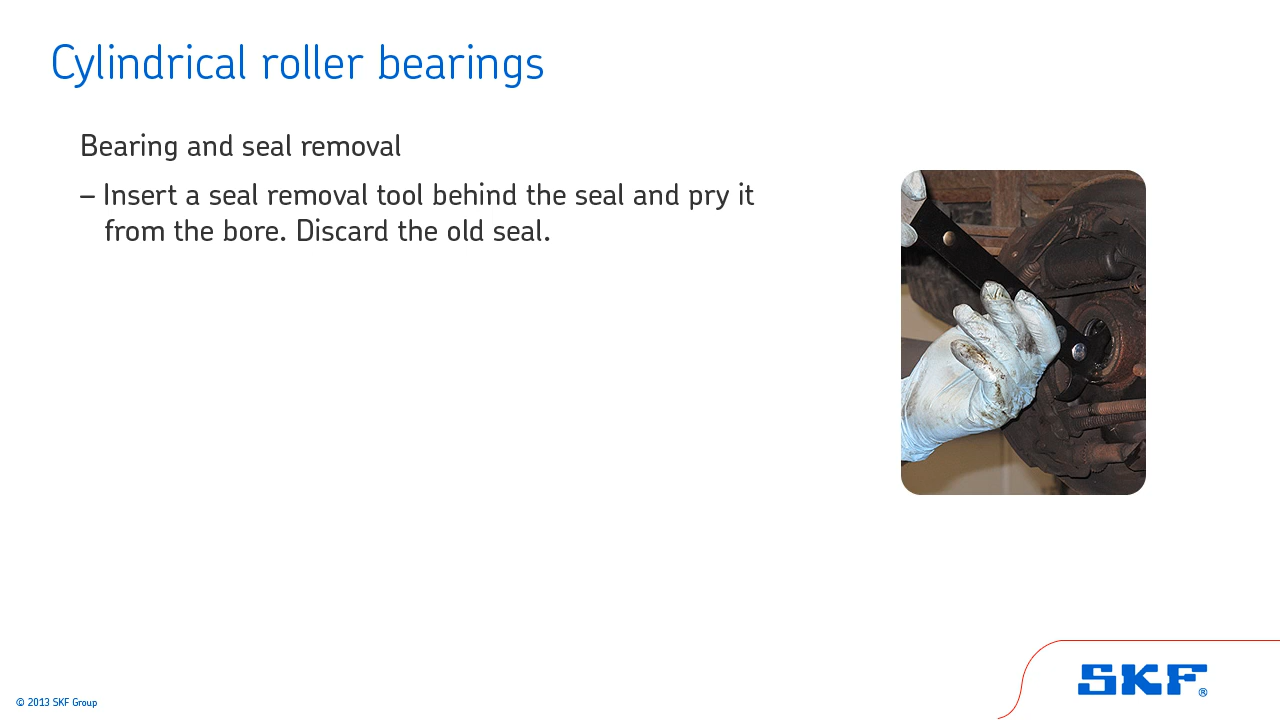 Cylindrical roller bearings
Bearing and seal removal
– Insert a seal removal tool behind the seal and pry it
from the bore. Discard the old seal.
SKF®
© 2013 SKF Group